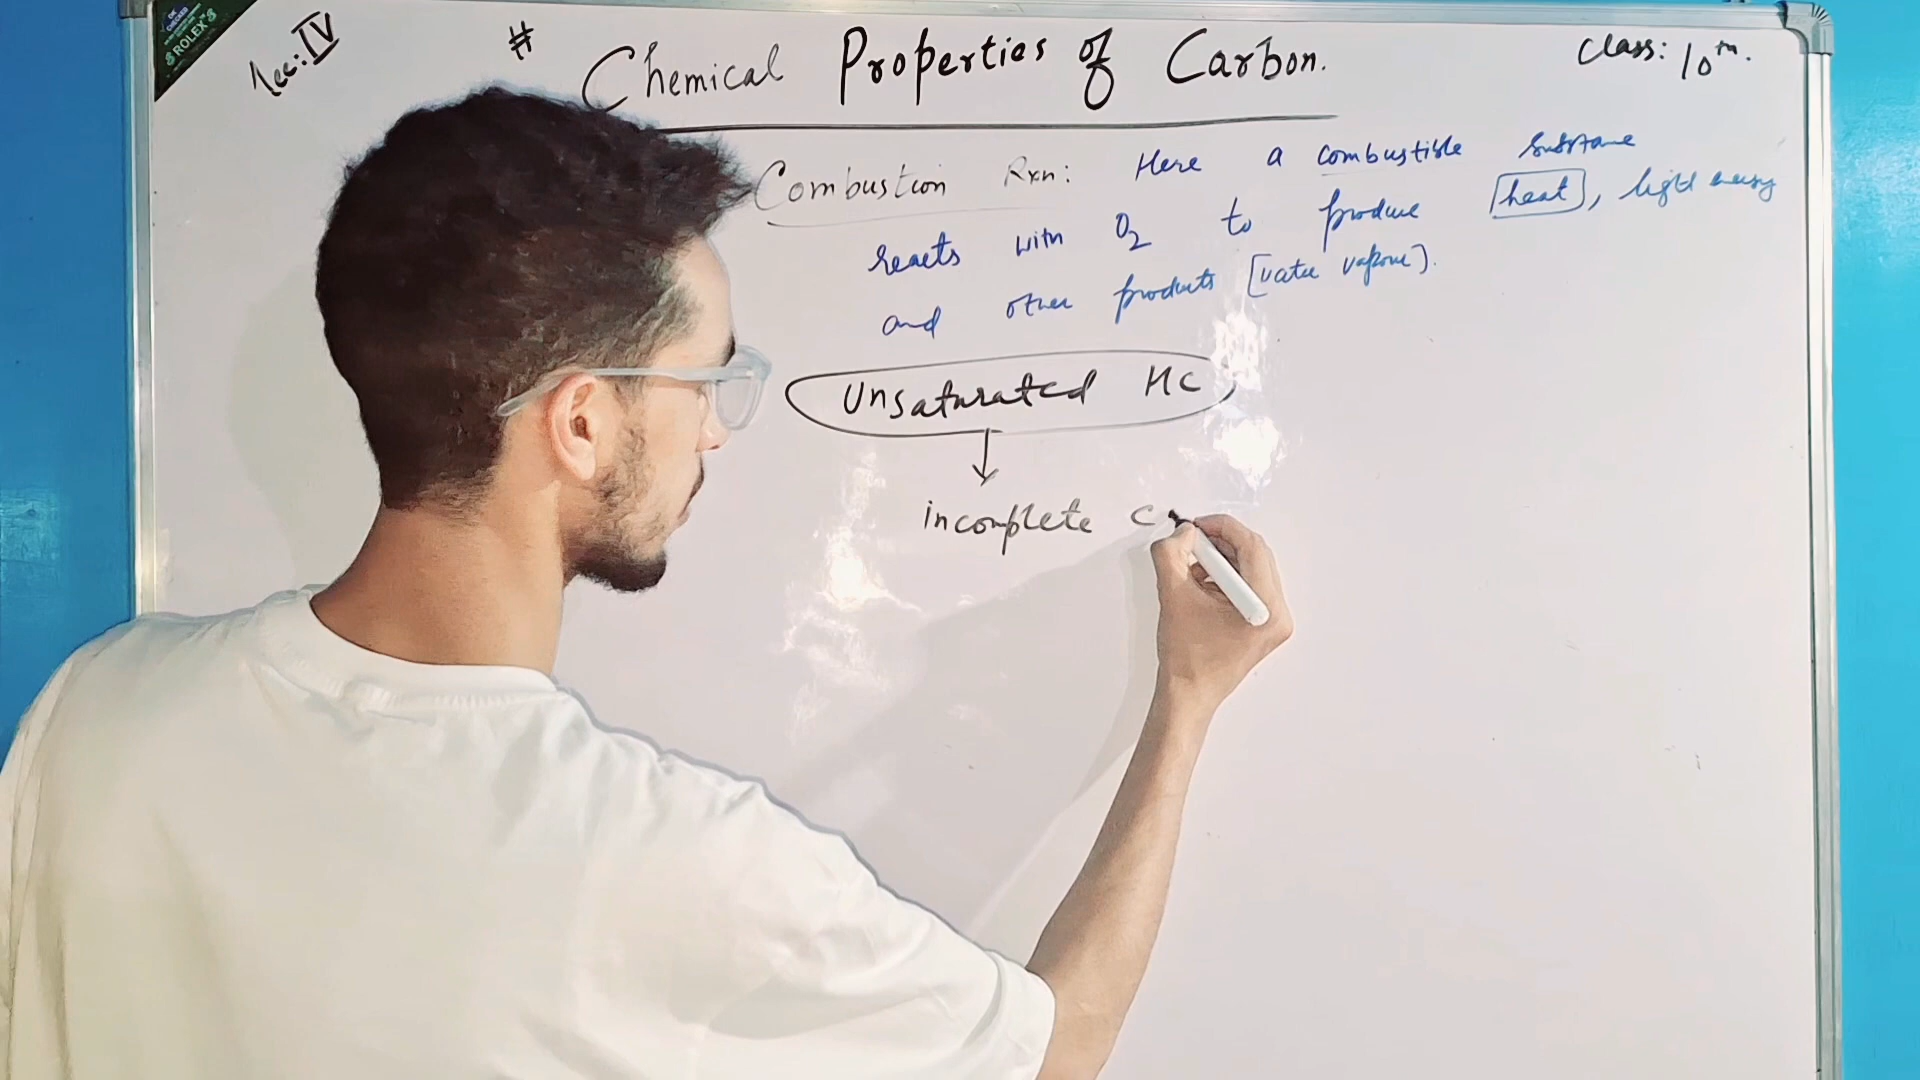 Lec: IV
# Chemical Properties of Carbon.
Class: 10th.
Combustion Rxn: Here a combustible substance
reacts with O2 to produce heat, light energy
and other products [water vapour].
Unsaturated HC
↓
incomplete c
ROLEX'S